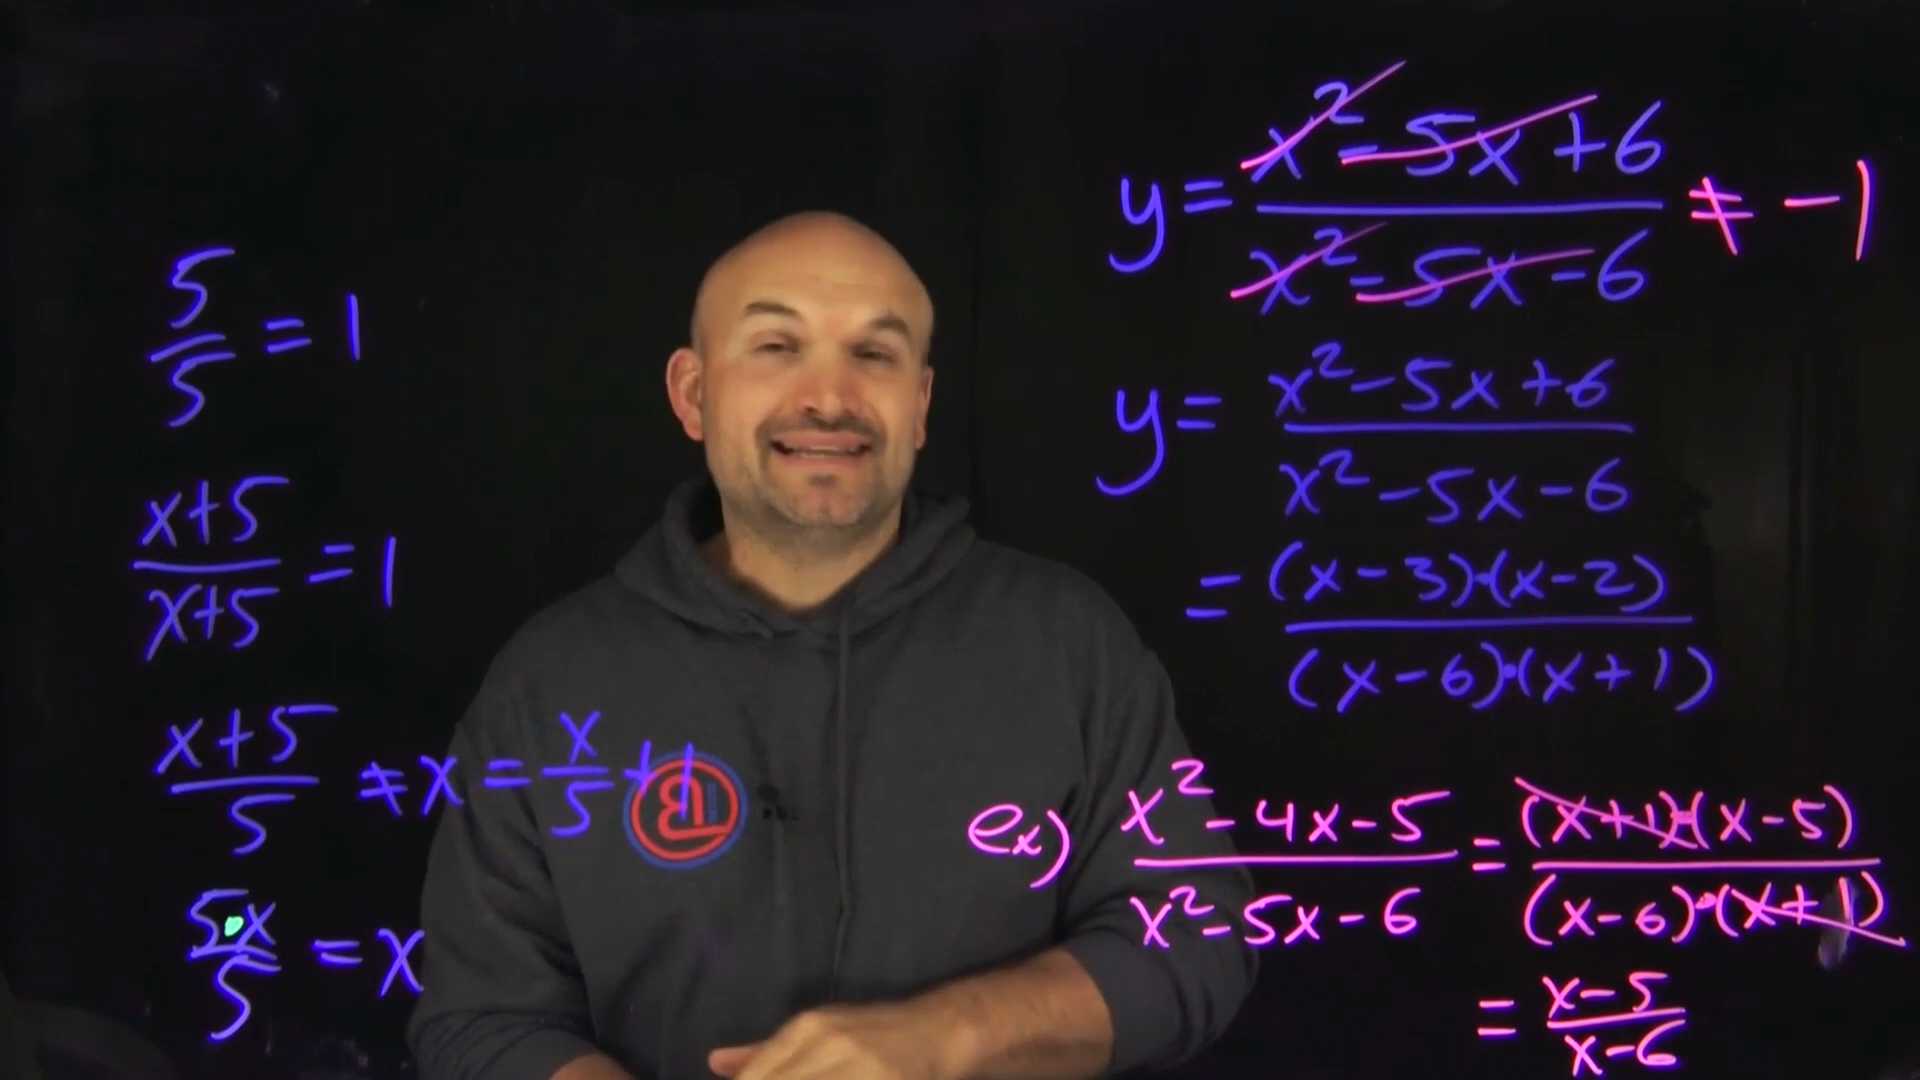 5/5 = 1
x+5/x+5 = 1
x+5/5 ≠ x = x/5 + 1
5·x/5 = x
y = x²-5x+6/x²-5x-6 ≠ -1
y = x²-5x+6/x²-5x-6
= (x-3)·(x-2)/(x-6)·(x+1)
ex) x²-4x-5/x²-5x-6 = (x+1)·(x-5)/(x-6)·(x+1)
= x-5/x-6